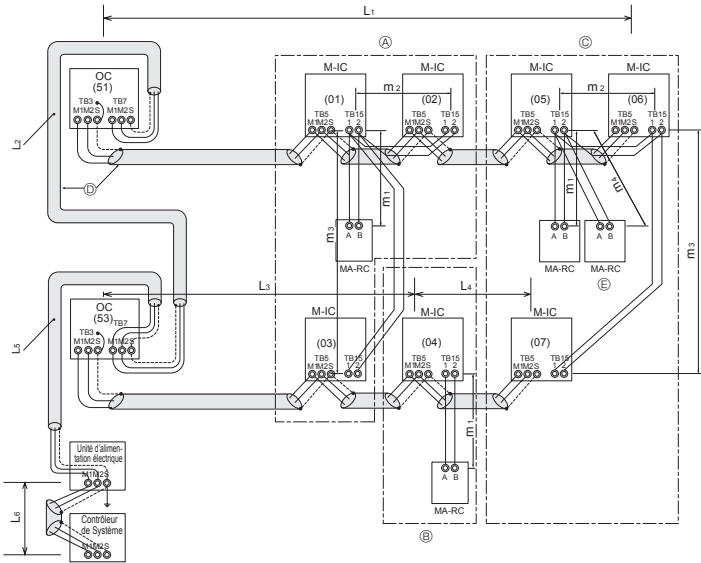 L1
Ⓐ
Ⓒ
M-IC
M-IC
M-IC
M-IC
OC
(51)
TB3
TB7
M1M2S
M1M2S
(01)
m2
(02)
(05)
m2
(06)
TB5
M1M2S
TB15
1 2
TB5
M1M2S
TB15
1 2
TB5
M1M2S
TB15
1 2
TB5
M1M2S
TB15
1 2
L2
Ⓓ
m1
m3
A B
MA-RC
m1
m4
A B
MA-RC
A B
MA-RC
Ⓔ
m3
L3
L4
OC
(53)
TB3
TB7
M1M2S
M1M2S
M-IC
M-IC
M-IC
(03)
(04)
(07)
TB5
M1M2S
TB15
1 2
TB5
M1M2S
TB15
1 2
TB5
M1M2S
TB15
1 2
L5
m1
A B
MA-RC
Ⓑ
Unité d'alimen-
tation électrique
M1M2S
L6
Contrôleur
de Système
M1M2S